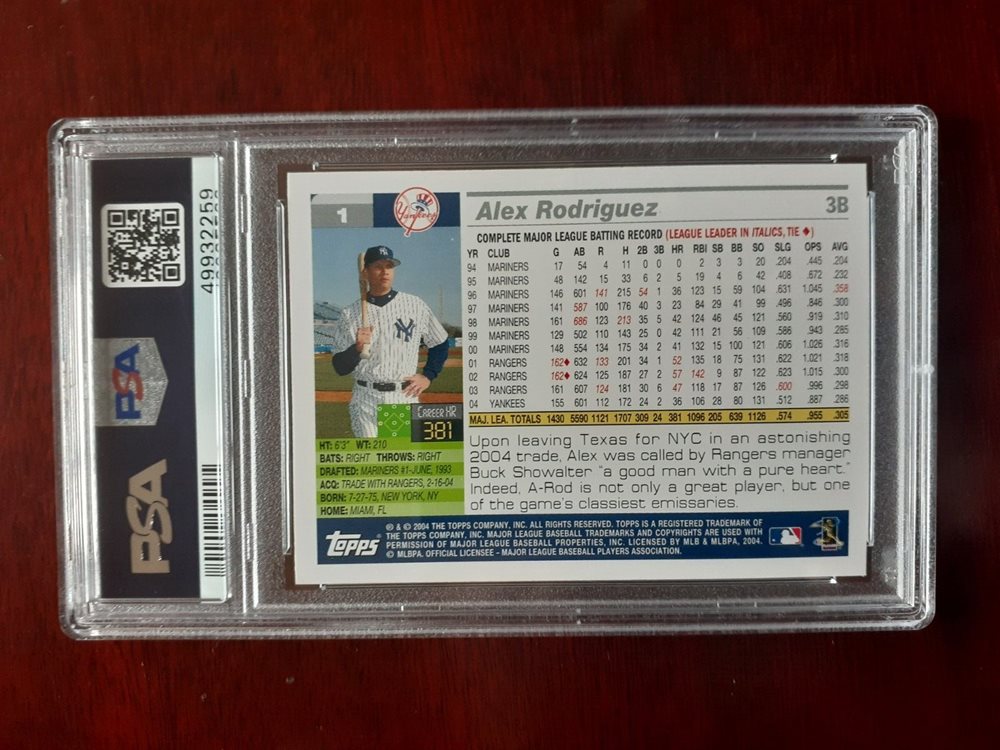 PSA
PSA
49932259
1
Yankees
Alex Rodriguez 3B
COMPLETE MAJOR LEAGUE BATTING RECORD (LEAGUE LEADER IN ITALICS, TIE ♦)
YR CLUB G AB R H 2B 3B HR RBI SB BB SO SLG OPS AVG
94 MARINERS 17 54 4 11 0 0 0 2 3 3 20 .204 .445 .204
95 MARINERS 48 142 15 33 6 2 5 19 4 6 42 .408 .672 .232
96 MARINERS 146 601 141 215 54 1 36 123 15 59 104 .631 1.045 .358
97 MARINERS 141 587 100 176 40 3 23 84 29 41 99 .496 .846 .300
98 MARINERS 161 686 123 213 35 5 42 124 46 45 121 .560 .919 .310
99 MARINERS 129 502 110 143 25 0 42 111 21 56 109 .586 .943 .285
00 MARINERS 148 554 134 175 34 2 41 132 15 100 121 .606 1.026 .316
01 RANGERS 162♦ 632 133 201 34 1 52 135 18 75 131 .622 1.021 .318
02 RANGERS 162♦ 624 125 187 27 2 57 142 9 87 122 .623 1.015 .300
03 RANGERS 161 607 124 181 30 6 47 118 17 87 126 .600 .996 .298
04 YANKEES 155 601 112 172 24 2 36 106 28 80 131 .512 .887 .286
MAJ. LEA. TOTALS 1430 5590 1121 1707 309 24 381 1096 205 639 1126 .574 .955 .305
CAREER HR
381
HT: 6'3" WT: 210
BATS: RIGHT THROWS: RIGHT
DRAFTED: MARINERS #1-JUNE, 1993
ACQ: TRADE WITH RANGERS, 2-16-04
BORN: 7-27-75, NEW YORK, NY
HOME: MIAMI, FL
Upon leaving Texas for NYC in an astonishing
2004 trade, Alex was called by Rangers manager
Buck Showalter "a good man with a pure heart."
Indeed, A-Rod is not only a great player, but one
of the game's classiest emissaries.
Topps
® & © 2004 THE TOPPS COMPANY, INC. ALL RIGHTS RESERVED. TOPPS IS A REGISTERED TRADEMARK OF
THE TOPPS COMPANY, INC. MAJOR LEAGUE BASEBALL TRADEMARKS AND COPYRIGHTS ARE USED WITH
PERMISSION OF MAJOR LEAGUE BASEBALL PROPERTIES, INC. LICENSED BY MLB & MLBPA, 2004.
© MLBPA. OFFICIAL LICENSEE - MAJOR LEAGUE BASEBALL PLAYERS ASSOCIATION.